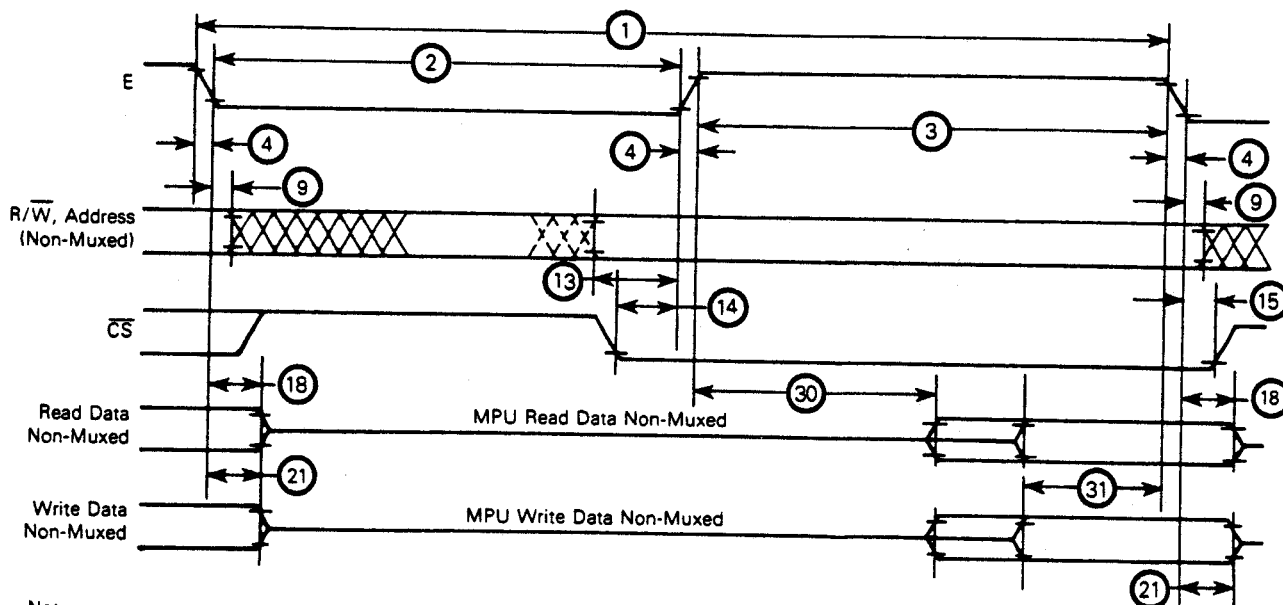 1
2
E
3
4
4
4
9
9
R/W̅, Address
(Non-Muxed)
13
14
15
C̅S̅
18
30
18
Read Data
Non-Muxed
MPU Read Data Non-Muxed
21
31
Write Data
Non-Muxed
MPU Write Data Non-Muxed
21